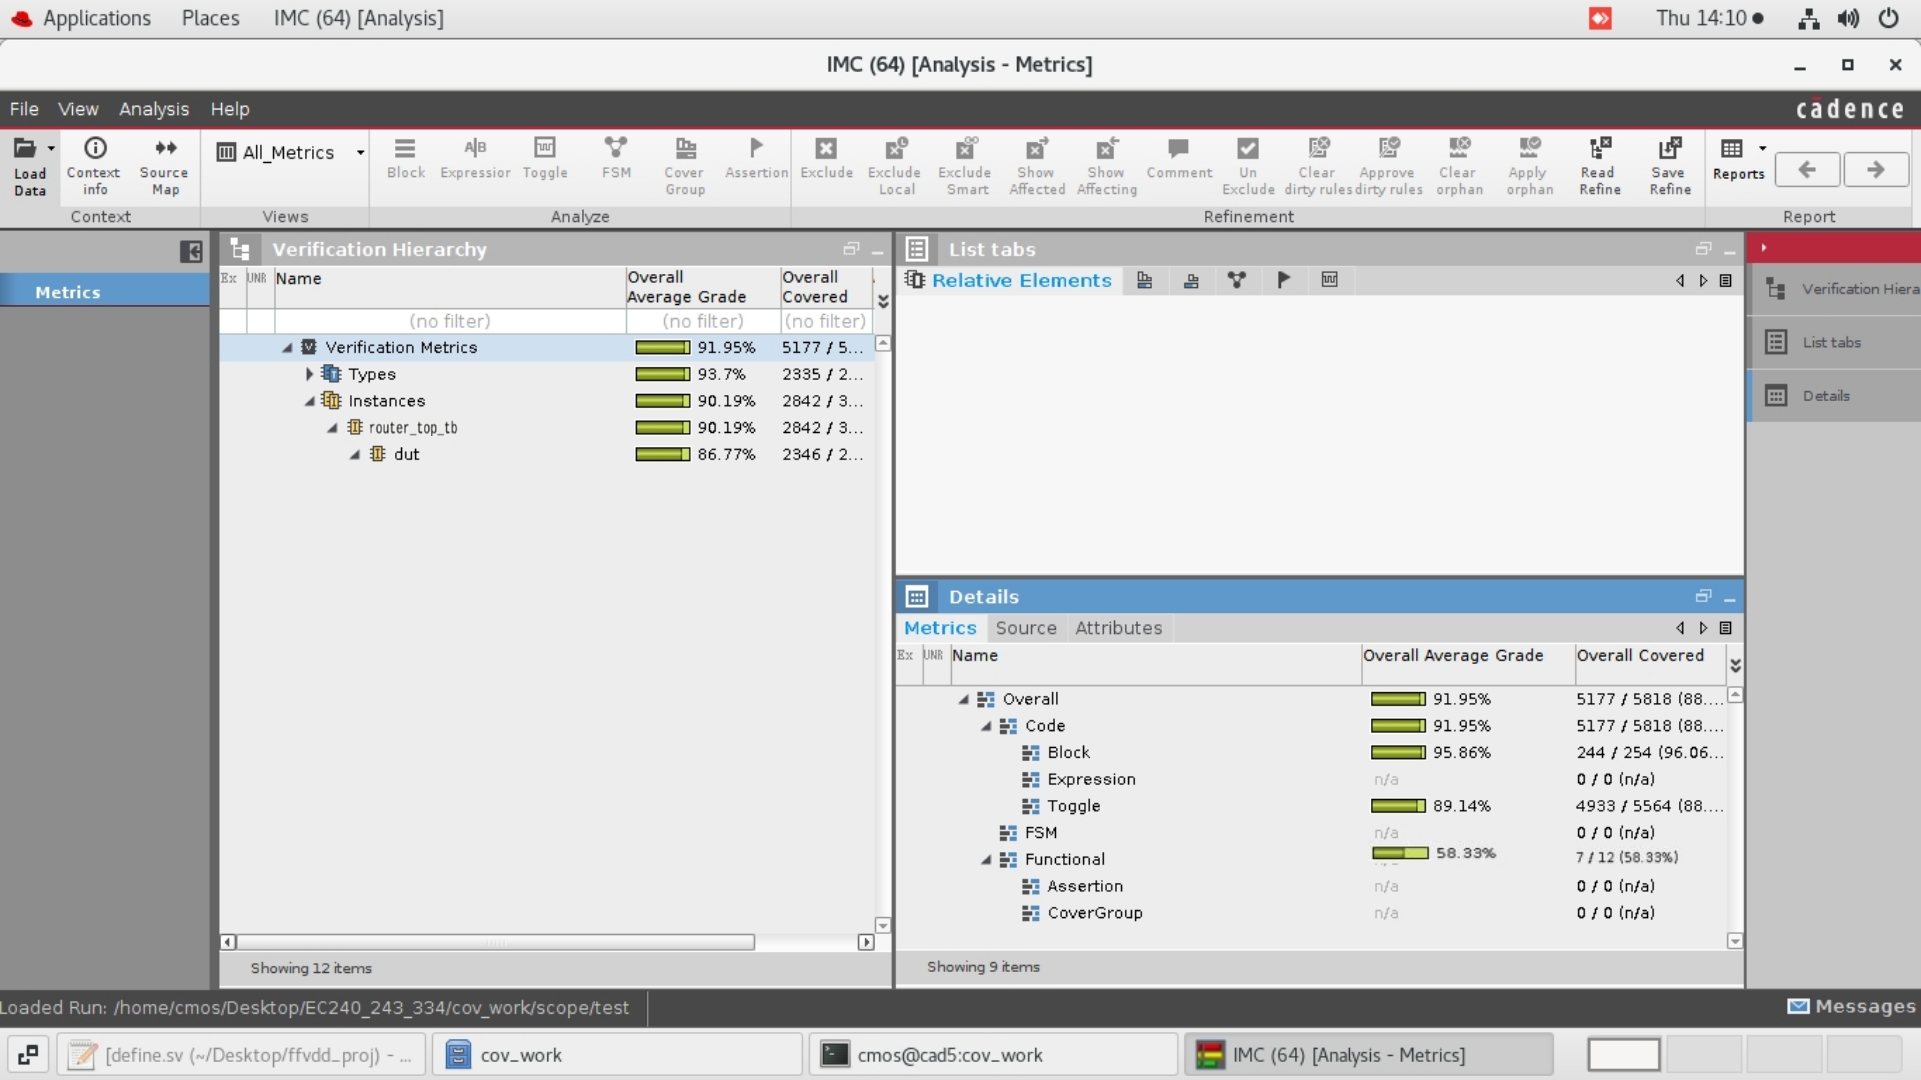 Applications Places IMC (64) [Analysis] Thu 14:10
IMC (64) [Analysis - Metrics]
File View Analysis Help cādence
Load Data
Context info
Source Map
Context
All_Metrics
Views
Block
Expression
Toggle
FSM
Cover Group
Assertion
Analyze
Exclude
Exclude Local
Exclude Smart
Show Affected
Show Affecting
Comment
Un Exclude
Clear dirty rules
Approve dirty rules
Clear orphan
Apply orphan
Read Refine
Save Refine
Refinement
Reports
Report
Metrics
Verification Hierarchy
Ex UNR Name Overall Average Grade Overall Covered
(no filter) (no filter) (no filter)
Verification Metrics 91.95% 5177 / 5...
Types 93.7% 2335 / 2...
Instances 90.19% 2842 / 3...
router_top_tb 90.19% 2842 / 3...
dut 86.77% 2346 / 2...
Showing 12 items
List tabs
Relative Elements
Details
Metrics Source Attributes
Ex UNR Name Overall Average Grade Overall Covered
Overall 91.95% 5177 / 5818 (88....
Code 91.95% 5177 / 5818 (88....
Block 95.86% 244 / 254 (96.06...
Expression n/a 0 / 0 (n/a)
Toggle 89.14% 4933 / 5564 (88....
FSM n/a 0 / 0 (n/a)
Functional 58.33% 7 / 12 (58.33%)
Assertion n/a 0 / 0 (n/a)
CoverGroup n/a 0 / 0 (n/a)
Showing 9 items
Verification Hiera
List tabs
Details
Loaded Run: /home/cmos/Desktop/EC240_243_334/cov_work/scope/test Messages
[define.sv (~/Desktop/ffvdd_proj) - ... cov_work cmos@cad5:cov_work IMC (64) [Analysis - Metrics]